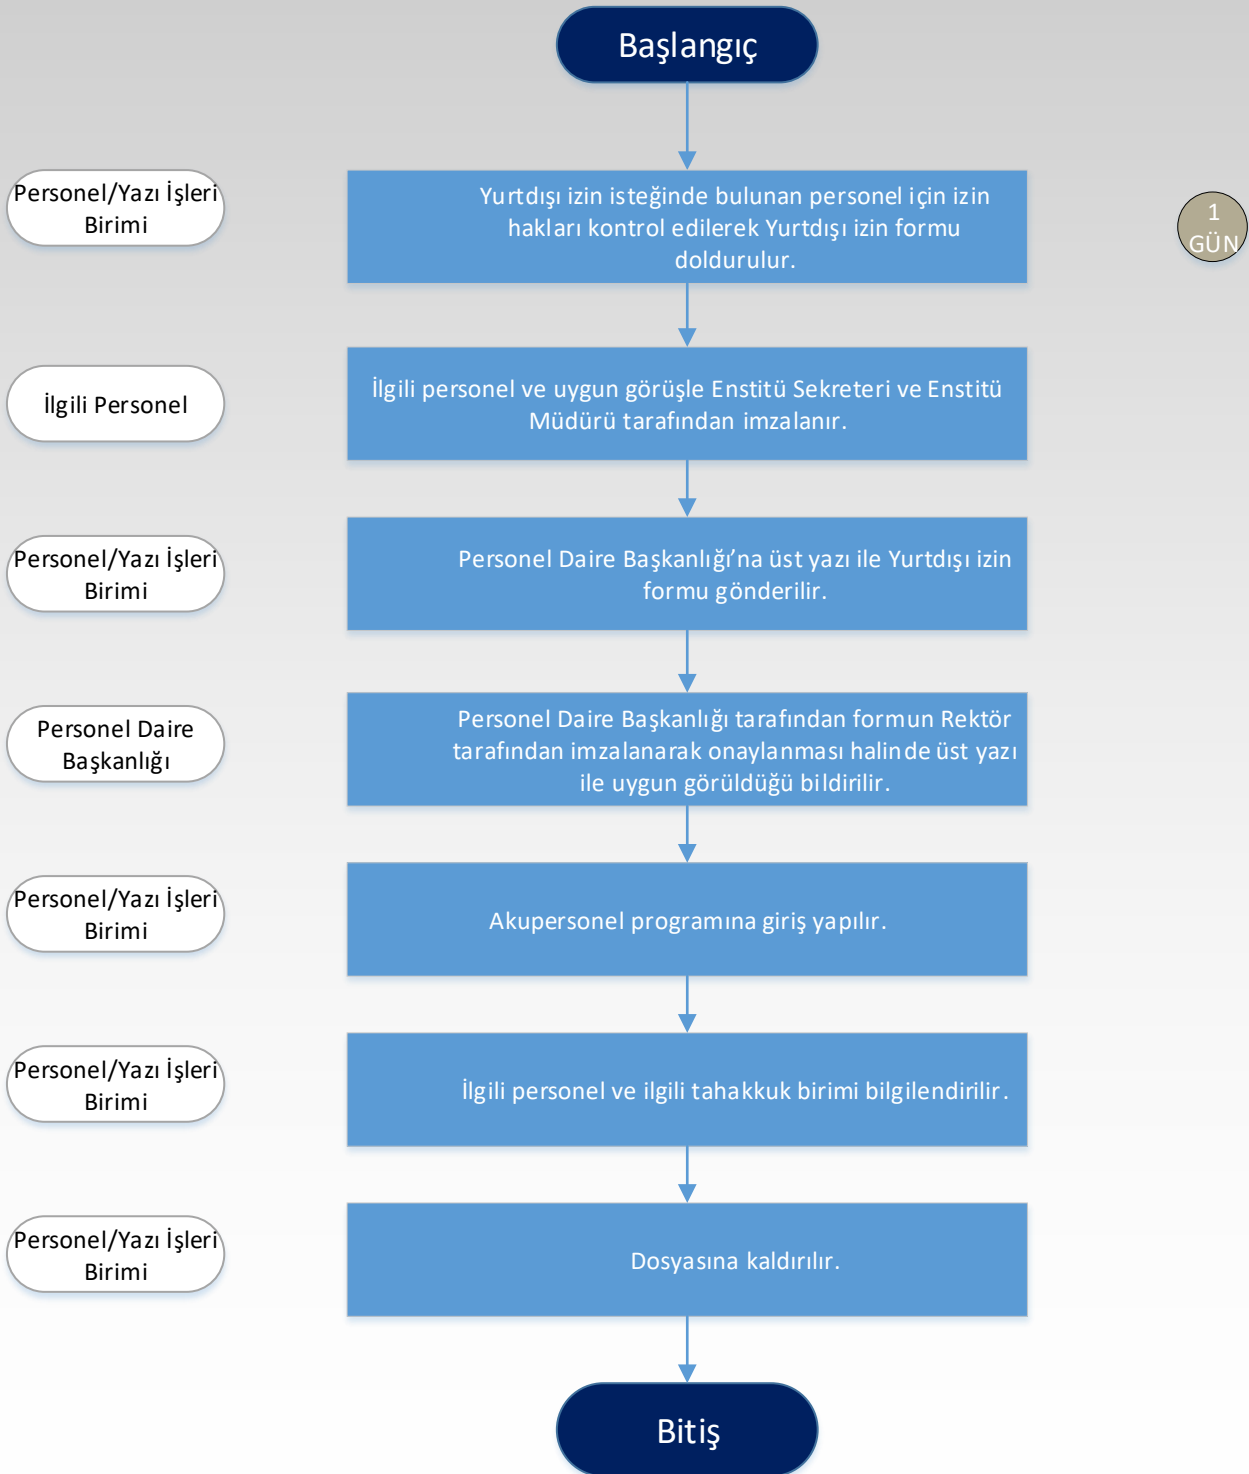 Başlangıç
Personel/Yazı İşleri
Birimi
Yurtdışı izin isteğinde bulunan personel için izin
hakları kontrol edilerek Yurtdışı izin formu
doldurulur.
1
GÜN
İlgili Personel
İlgili personel ve uygun görüşle Enstitü Sekreteri ve Enstitü
Müdürü tarafından imzalanır.
Personel/Yazı İşleri
Birimi
Personel Daire Başkanlığı’na üst yazı ile Yurtdışı izin
formu gönderilir.
Personel Daire
Başkanlığı
Personel Daire Başkanlığı tarafından formun Rektör
tarafından imzalanarak onaylanması halinde üst yazı
ile uygun görüldüğü bildirilir.
Personel/Yazı İşleri
Birimi
Akupersonel programına giriş yapılır.
Personel/Yazı İşleri
Birimi
İlgili personel ve ilgili tahakkuk birimi bilgilendirilir.
Personel/Yazı İşleri
Birimi
Dosyasına kaldırılır.
Bitiş